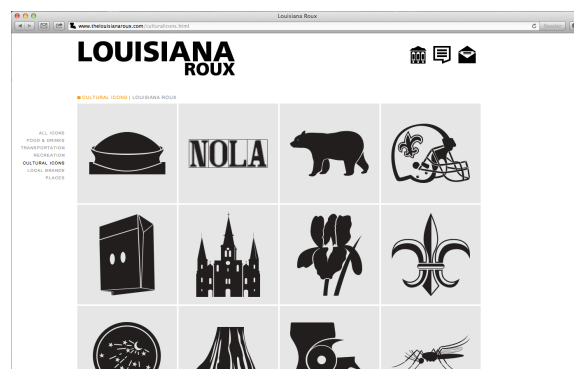 Louisiana Roux
www.thelouisianaroux.com/culturalicons.html
Reader
LOUISIANA
ROUX
CULTURAL ICONS | LOUISIANA ROUX
ALL ICONS
FOOD & DRINKS
TRANSPORTATION
RECREATION
CULTURAL ICONS
LOCAL BRANDS
PLACES
NOLA